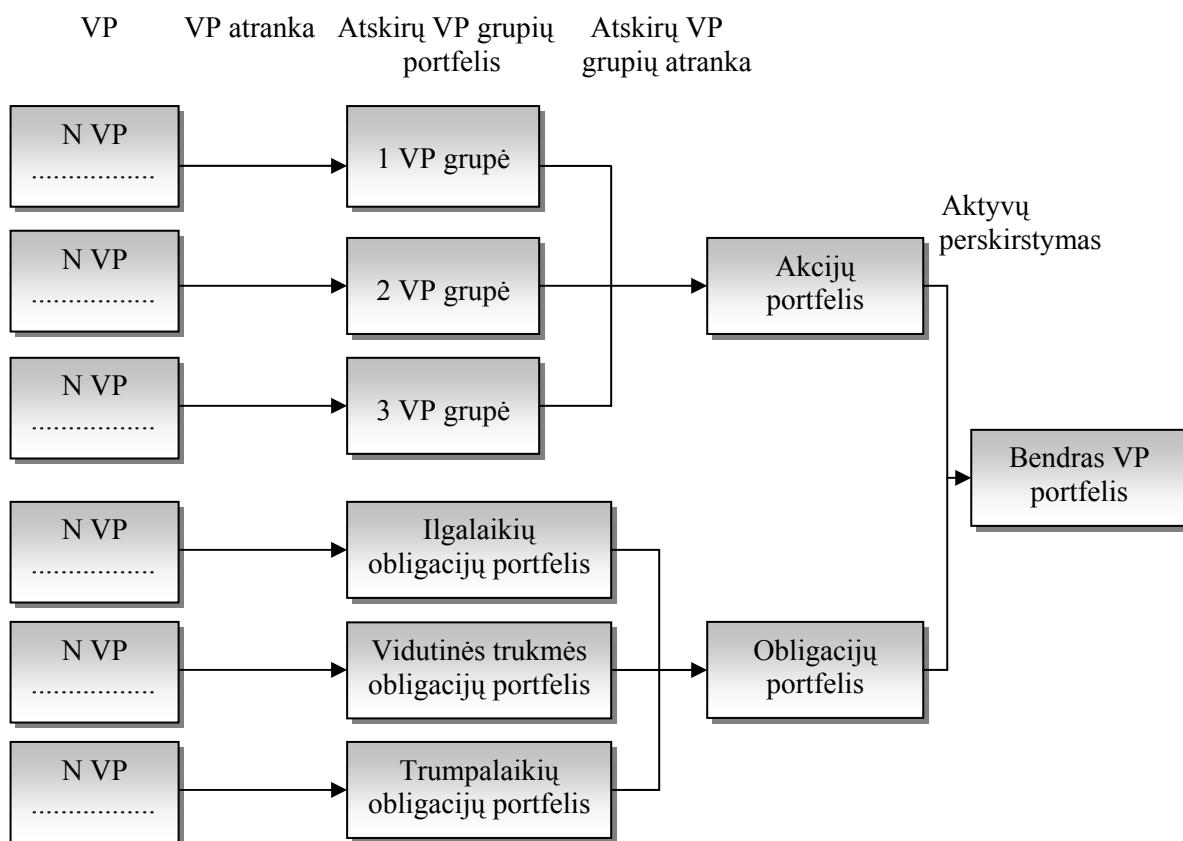 VP
VP atranka
Atskirų VP grupių
portfelis
Atskirų VP
grupių atranka
N VP
.................
1 VP grupė
N VP
.................
2 VP grupė
N VP
.................
3 VP grupė
Akcijų
portfelis
Aktyvų
perskirstymas
N VP
.................
Ilgalaikių
obligacijų portfelis
N VP
.................
Vidutinės trukmės
obligacijų portfelis
N VP
.................
Trumpalaikių
obligacijų portfelis
Obligacijų
portfelis
Bendras VP
portfelis